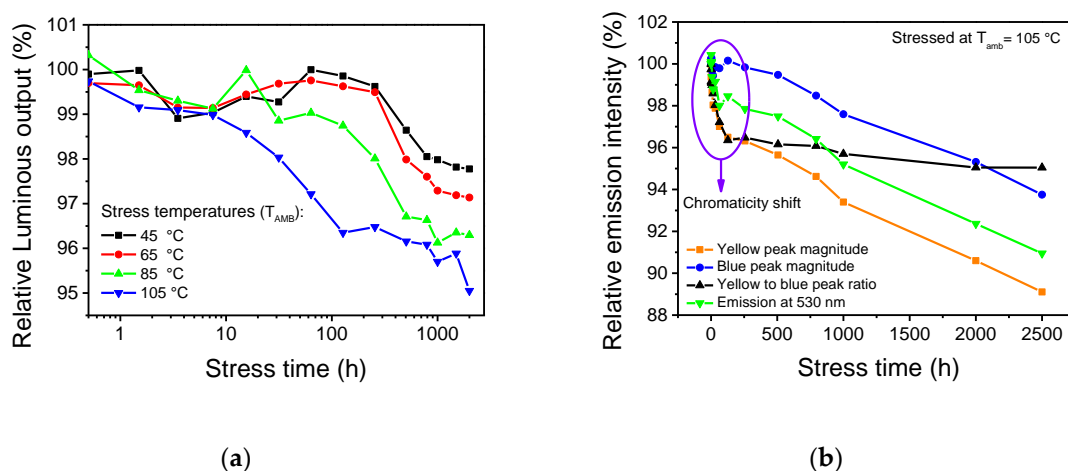 101
100
99
98
97
96
95
Relative Luminous output (%)
Stress temperatures (T_AMB):
45 °C
65 °C
85 °C
105 °C
1
10
100
1000
Stress time (h)
(a)
102
100
98
96
94
92
90
88
Relative emission intensity (%)
Stressed at T_amb= 105 °C
Chromaticity shift
Yellow peak magnitude
Blue peak magnitude
Yellow to blue peak ratio
Emission at 530 nm
0
500
1000
1500
2000
2500
Stress time (h)
(b)